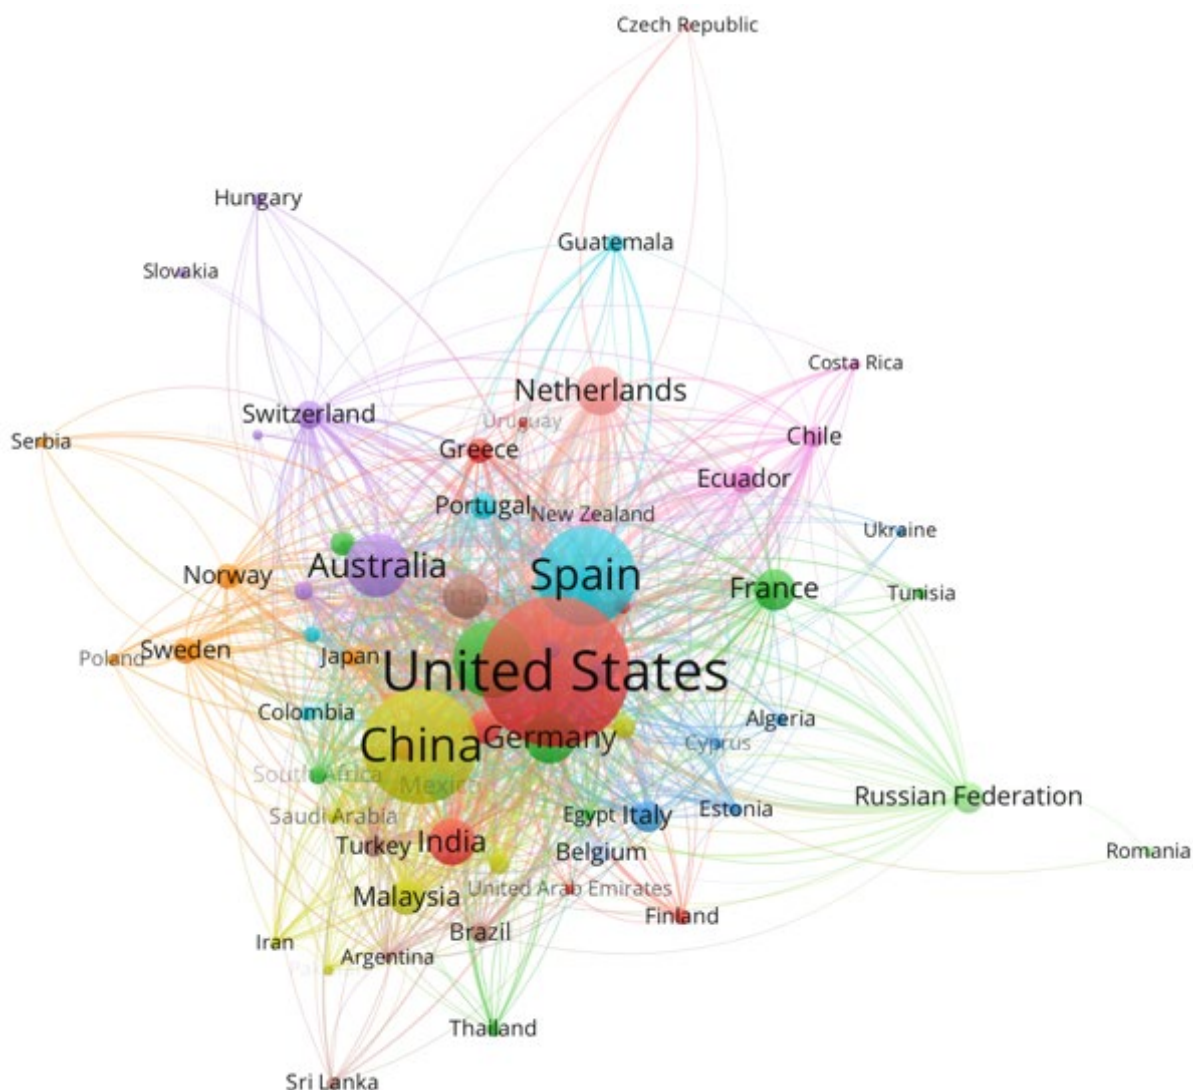 Czech Republic
Hungary
Guatemala
Slovakia
Costa Rica
Netherlands
Switzerland
Uruguay
Chile
Serbia
Greece
Ecuador
Portugal
New Zealand
Ukraine
Australia
Spain
Norway
France
Tunisia
Sweden
Poland
Japan
United States
Colombia
Algeria
China
Germany
Cyprus
South Africa
Mexico
Saudi Arabia
Russian Federation
Egypt
Italy
Estonia
Turkey
India
Belgium
Romania
United Arab Emirates
Malaysia
Finland
Brazil
Iran
Argentina
Thailand
Sri Lanka